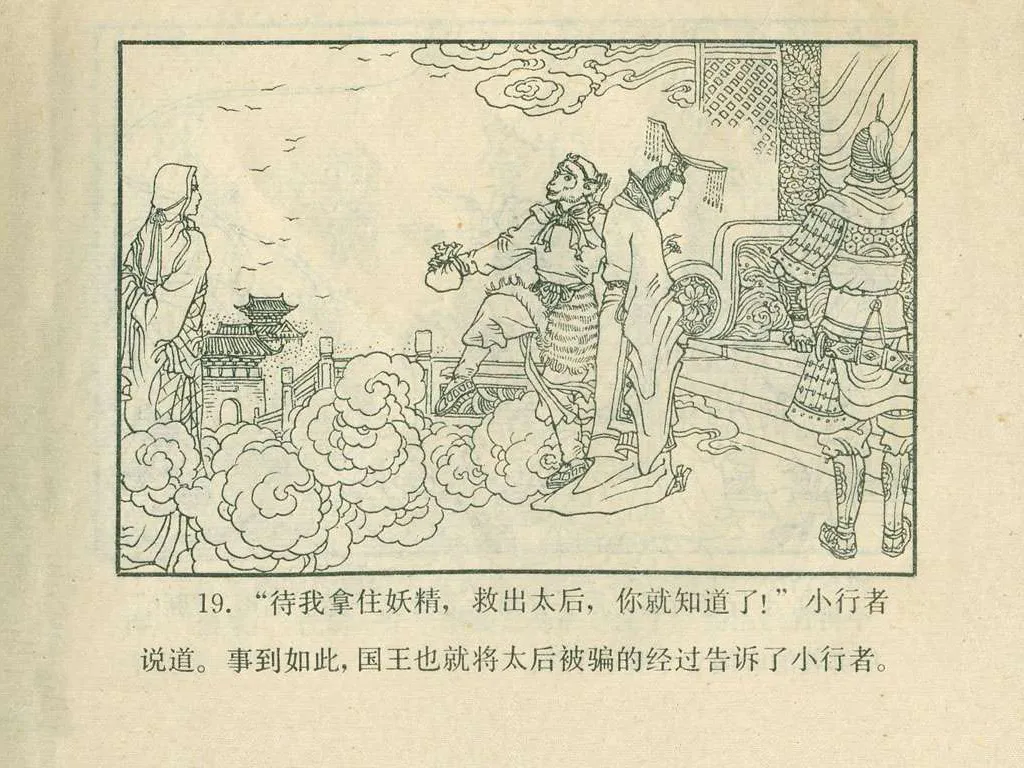 19. “待我拿住妖精，救出太后，你就知道了！”小行者
说道。事到如此，国王也就将太后被骗的经过告诉了小行者。